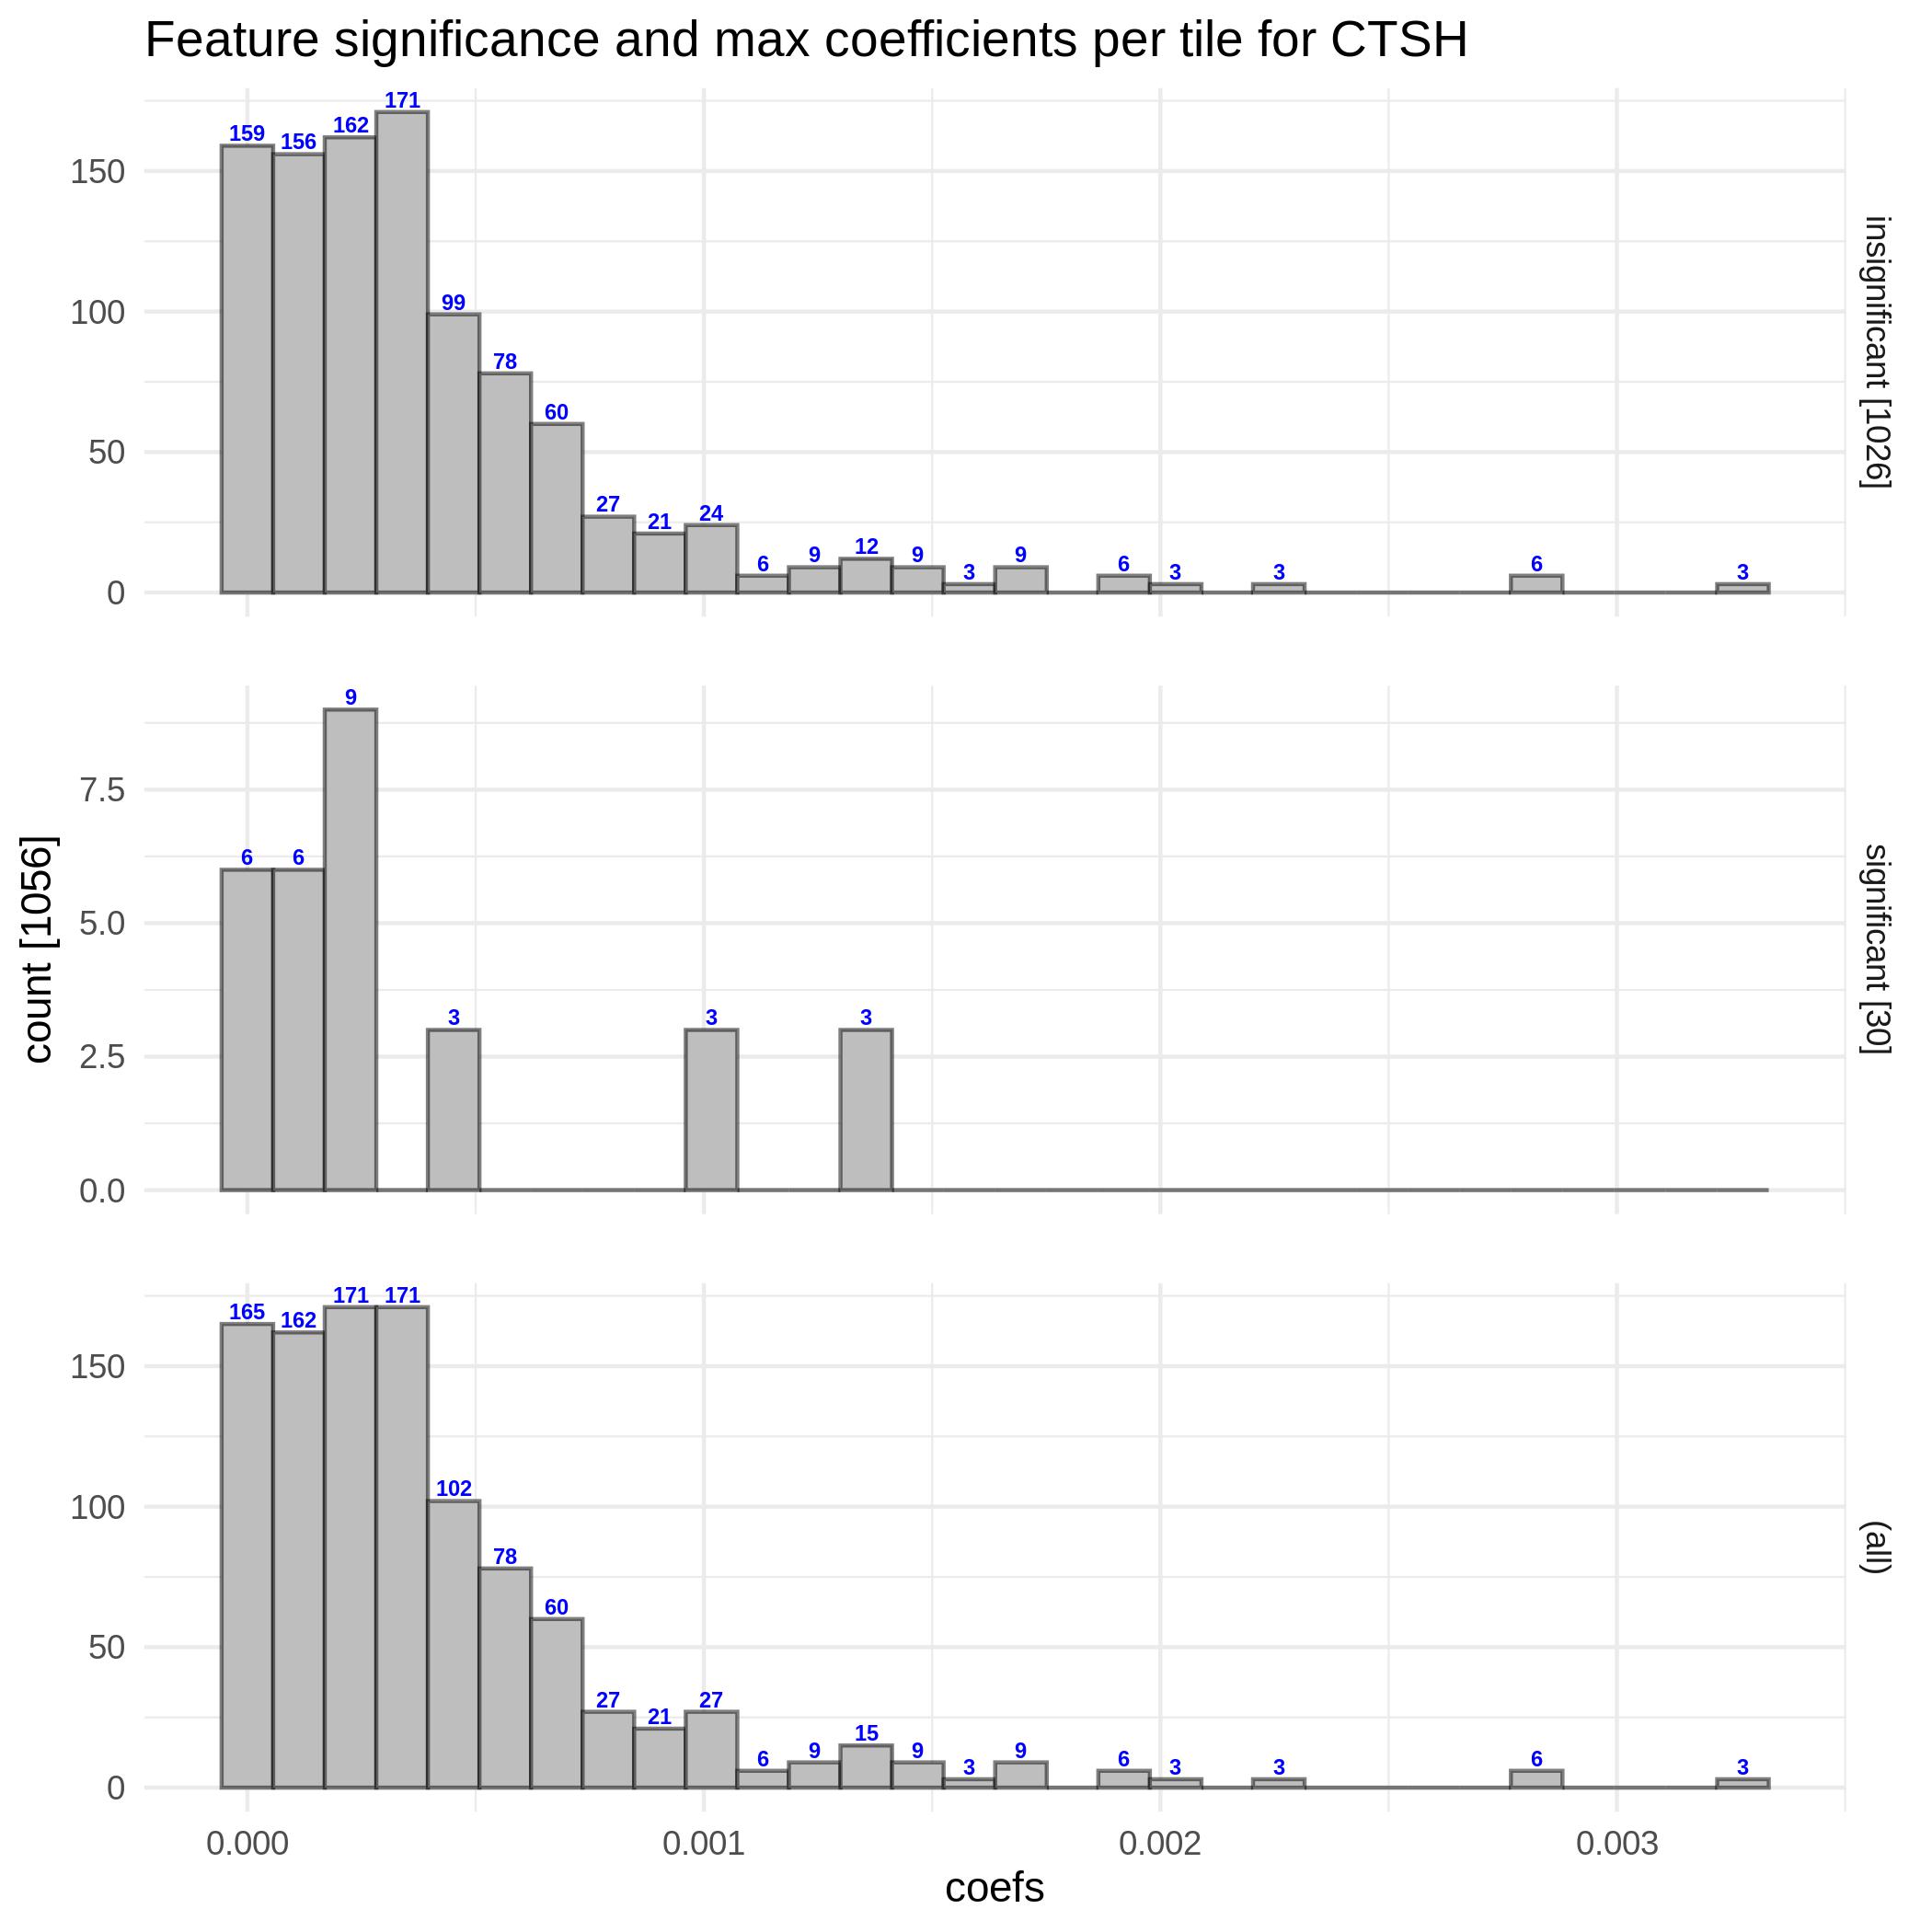 Feature significance and max coefficients per tile for CTSH
171
159 156 162
150
100
99
78
60
50
27 21 24
6 9 12 9 3 9 6 3 3 6 3
0
insignificant [1026]
9
7.5
6 6
5.0
3 3 3
2.5
0.0
count [1056]
significant [30]
165 162 171 171
150
102
100
78
60
50
27 21 27
6 9 15 9 3 9 6 3 3 6 3
0
(all)
0.000 0.001 0.002 0.003
coefs